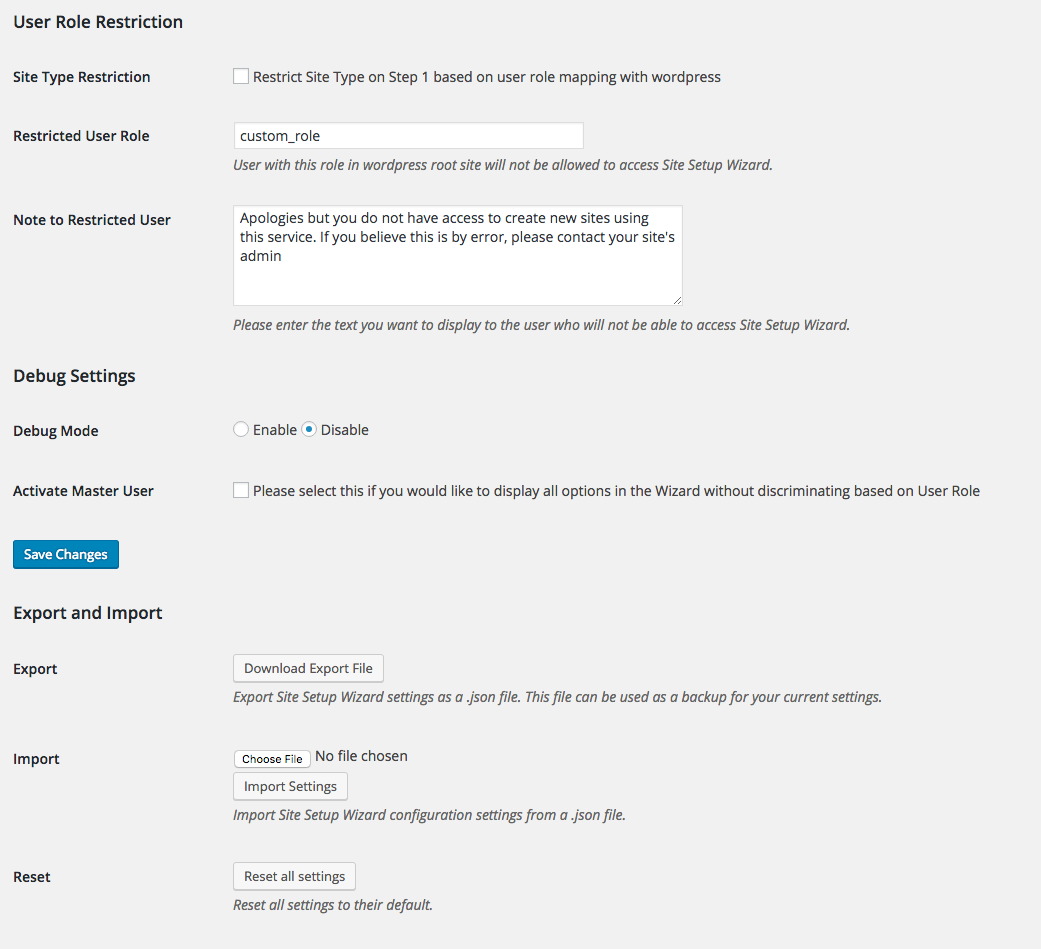 User Role Restriction
Site Type Restriction
Restrict Site Type on Step 1 based on user role mapping with wordpress
Restricted User Role
custom_role
User with this role in wordpress root site will not be allowed to access Site Setup Wizard.
Note to Restricted User
Apologies but you do not have access to create new sites using
this service. If you believe this is by error, please contact your site's
admin
Please enter the text you want to display to the user who will not be able to access Site Setup Wizard.
Debug Settings
Debug Mode
Enable Disable
Activate Master User
Please select this if you would like to display all options in the Wizard without discriminating based on User Role
Save Changes
Export and Import
Export
Download Export File
Export Site Setup Wizard settings as a .json file. This file can be used as a backup for your current settings.
Import
Choose File No file chosen
Import Settings
Import Site Setup Wizard configuration settings from a .json file.
Reset
Reset all settings
Reset all settings to their default.